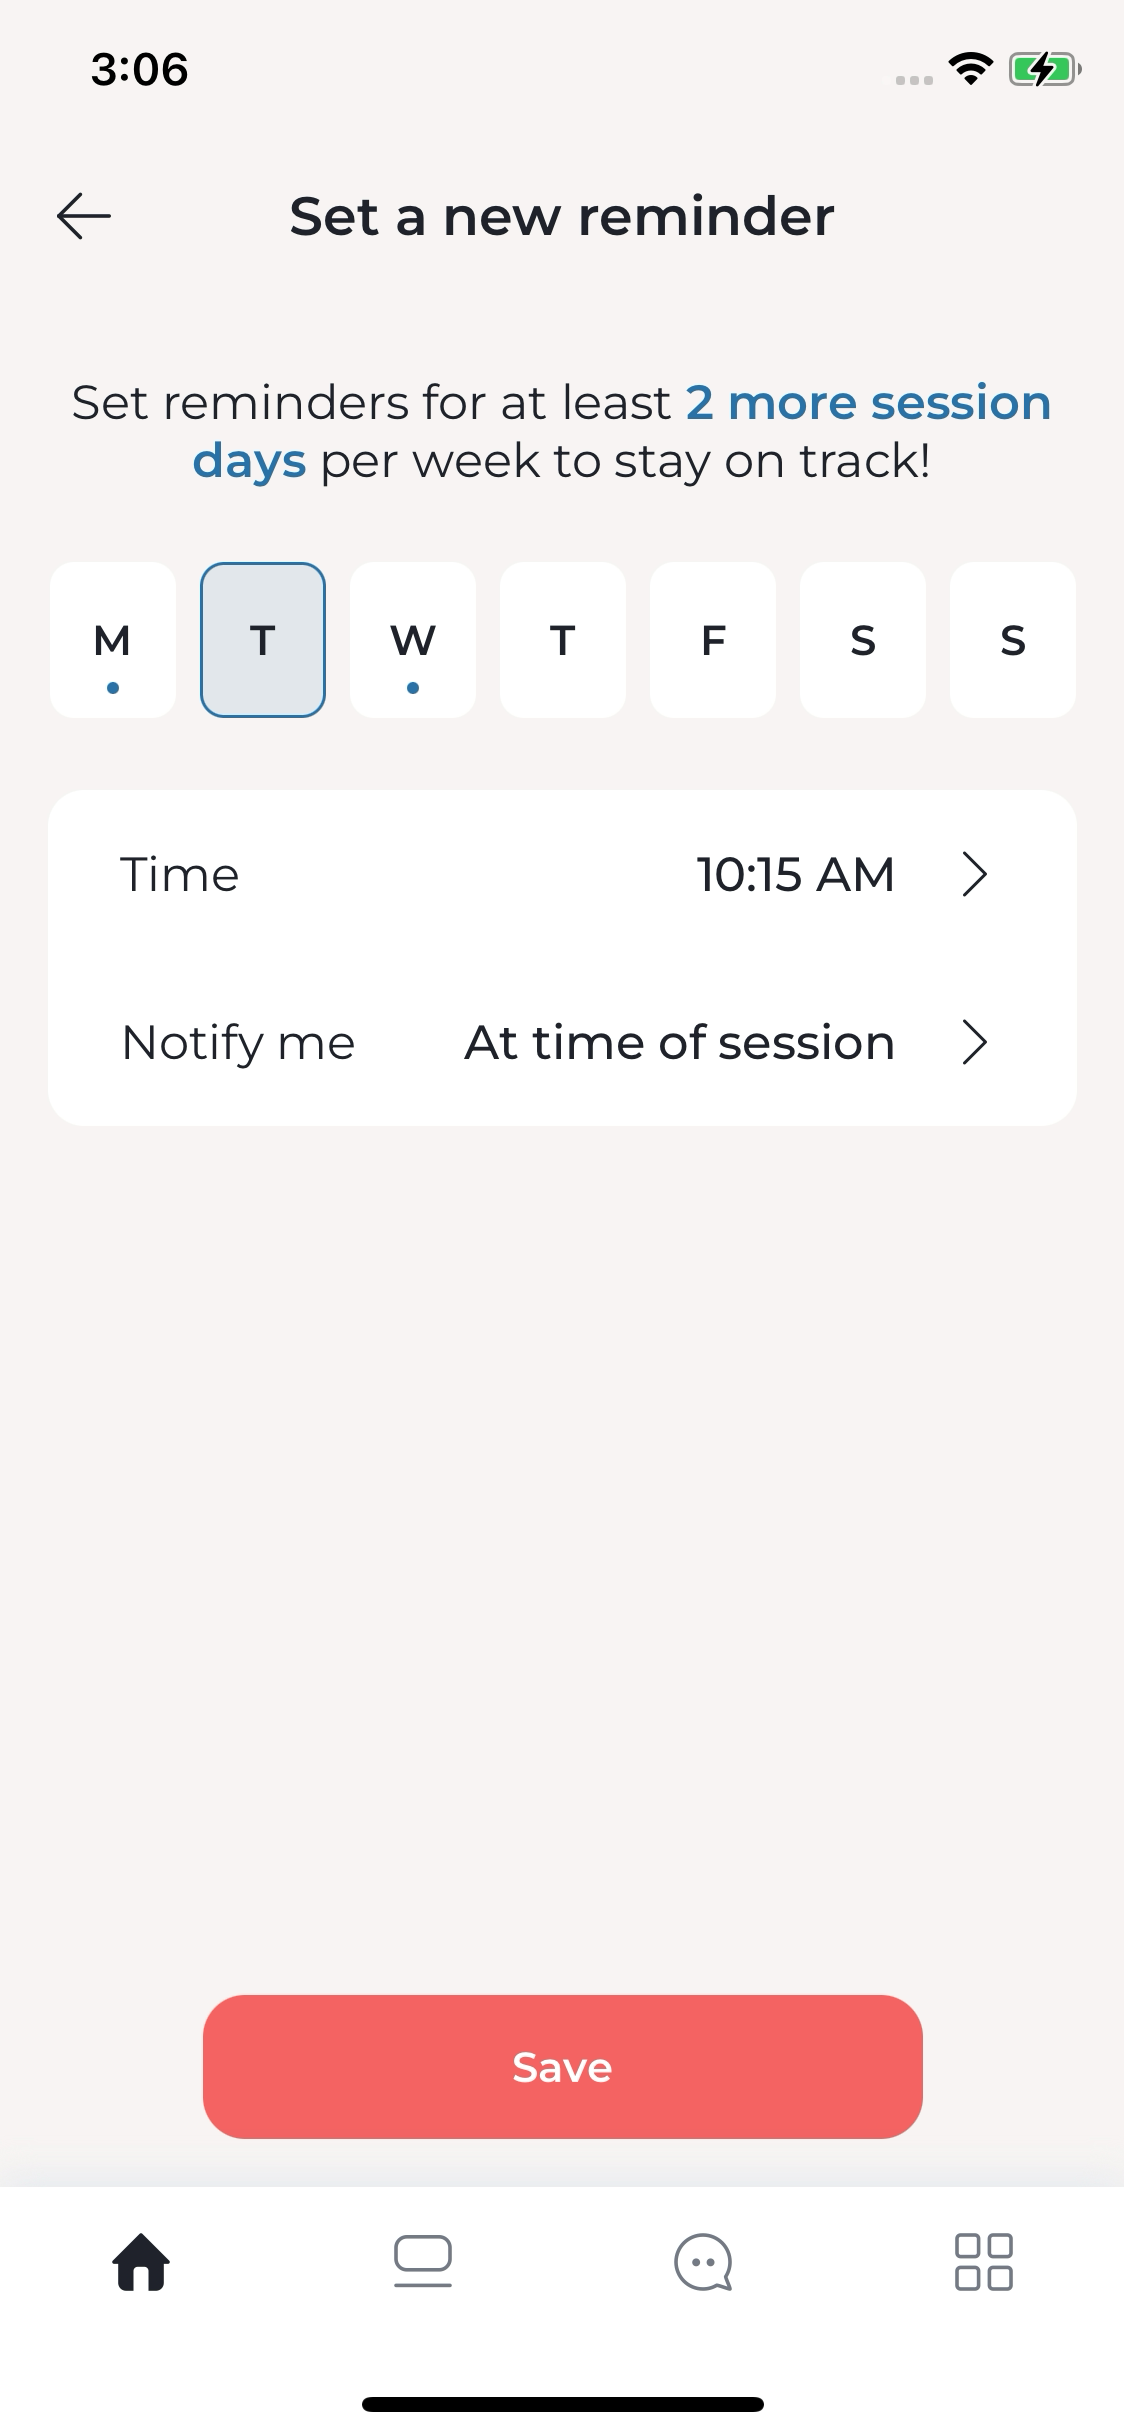 3:06
Set a new reminder
Set reminders for at least 2 more session
days per week to stay on track!
M T W T F S S
Time 10:15 AM
Notify me At time of session
Save